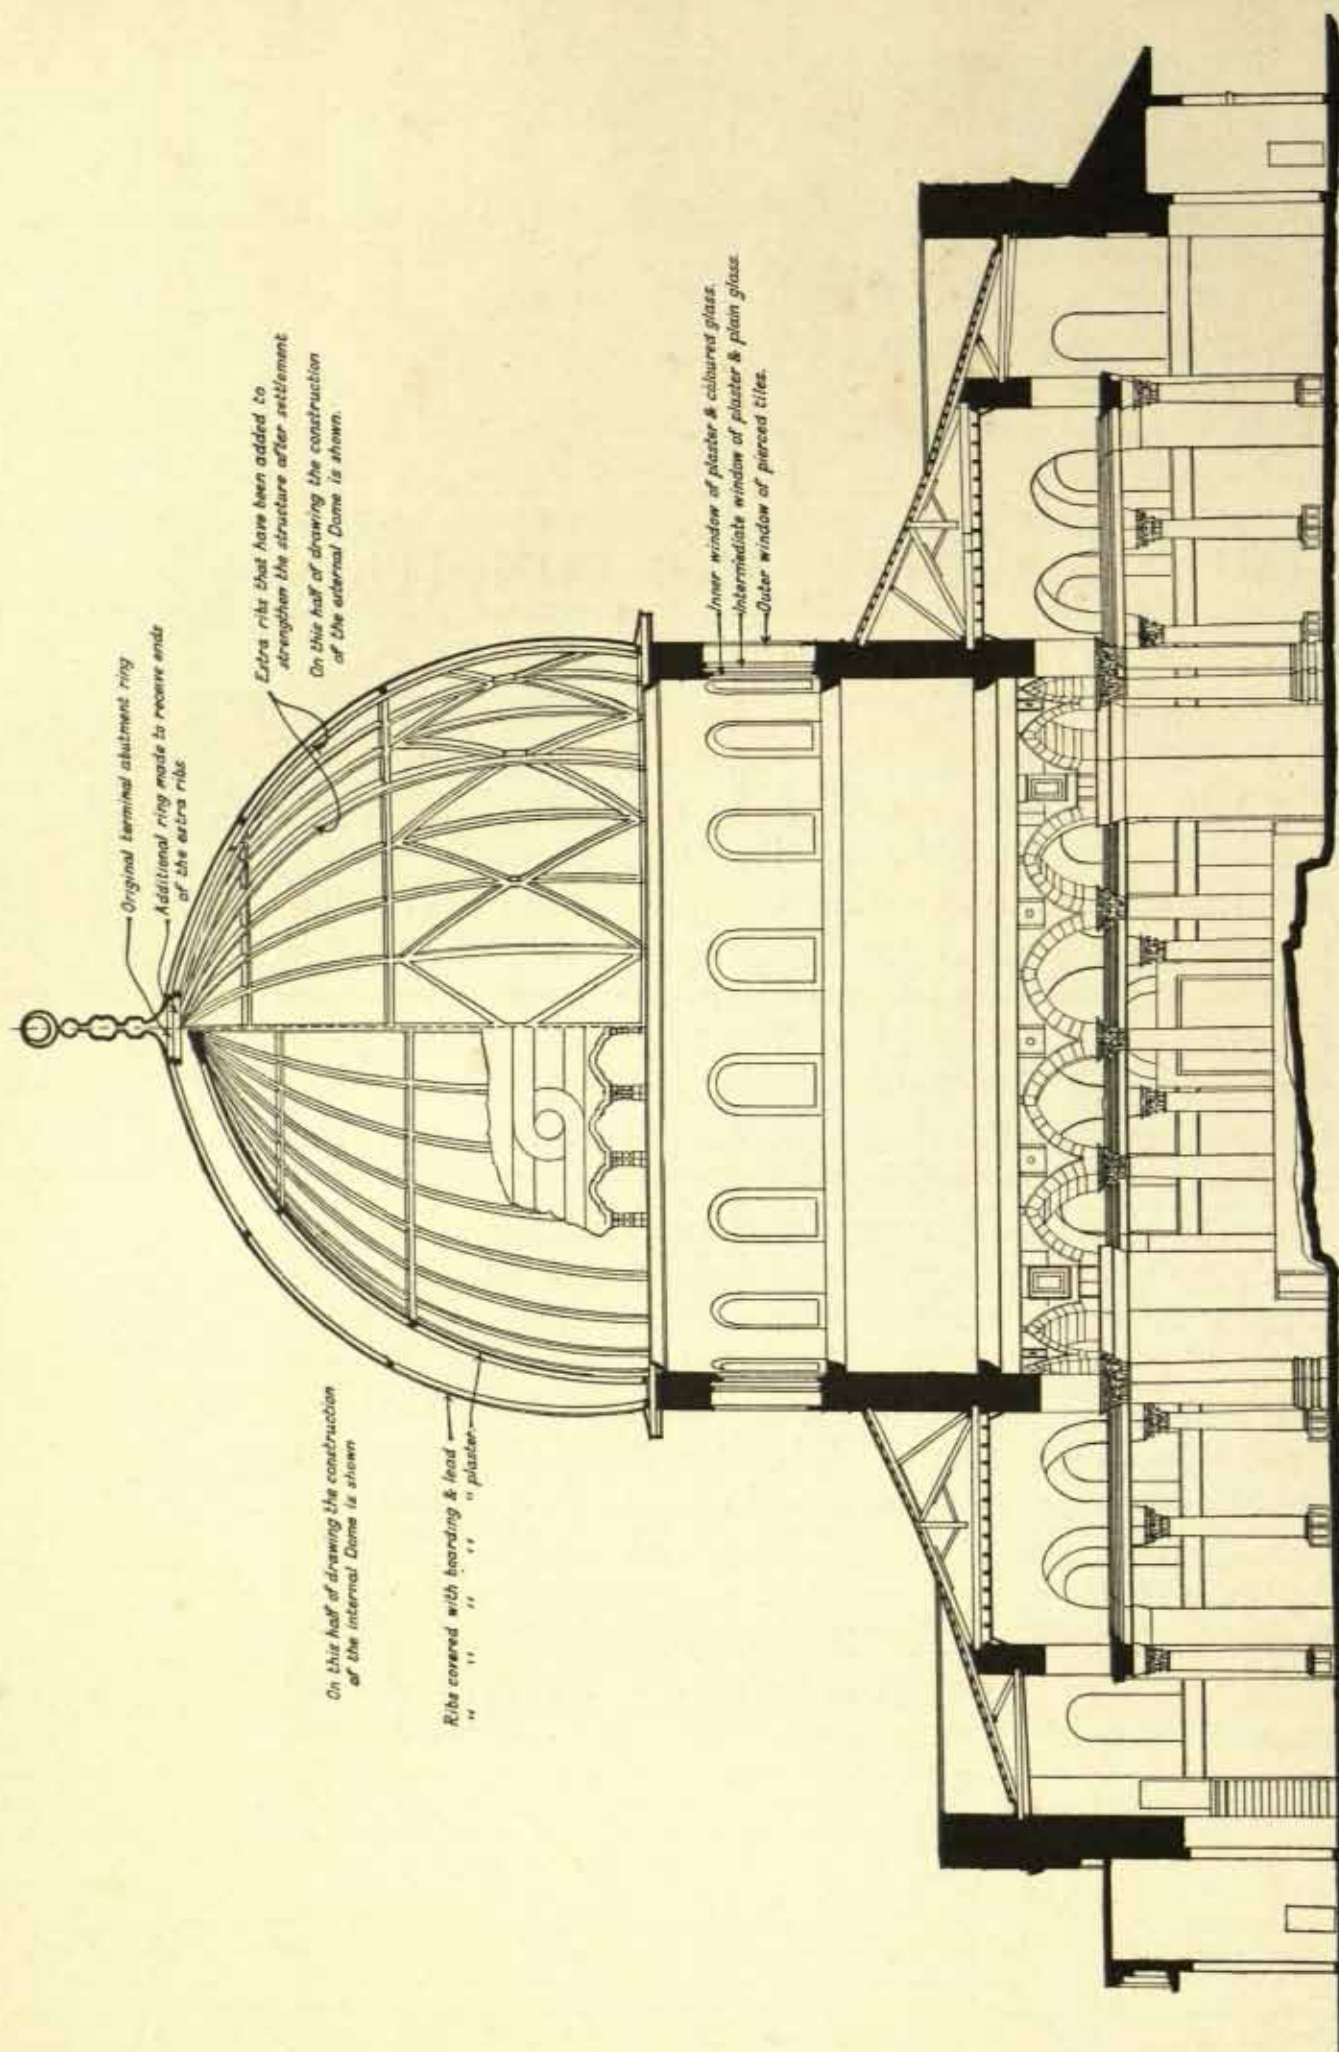 Original terminal abutment ring
Additional ring made to receive ends
of the extra ribs
Extra ribs that have been added to
strengthen the structure after settlement
On this half of drawing the construction
of the external Dome is shown.
On this half of drawing the construction
of the internal Dome is shown
Ribs covered with boarding & lead
" " " " " plaster
Inner window of plaster & coloured glass.
Intermediate window of plaster & plain glass.
Outer window of pierced tiles.